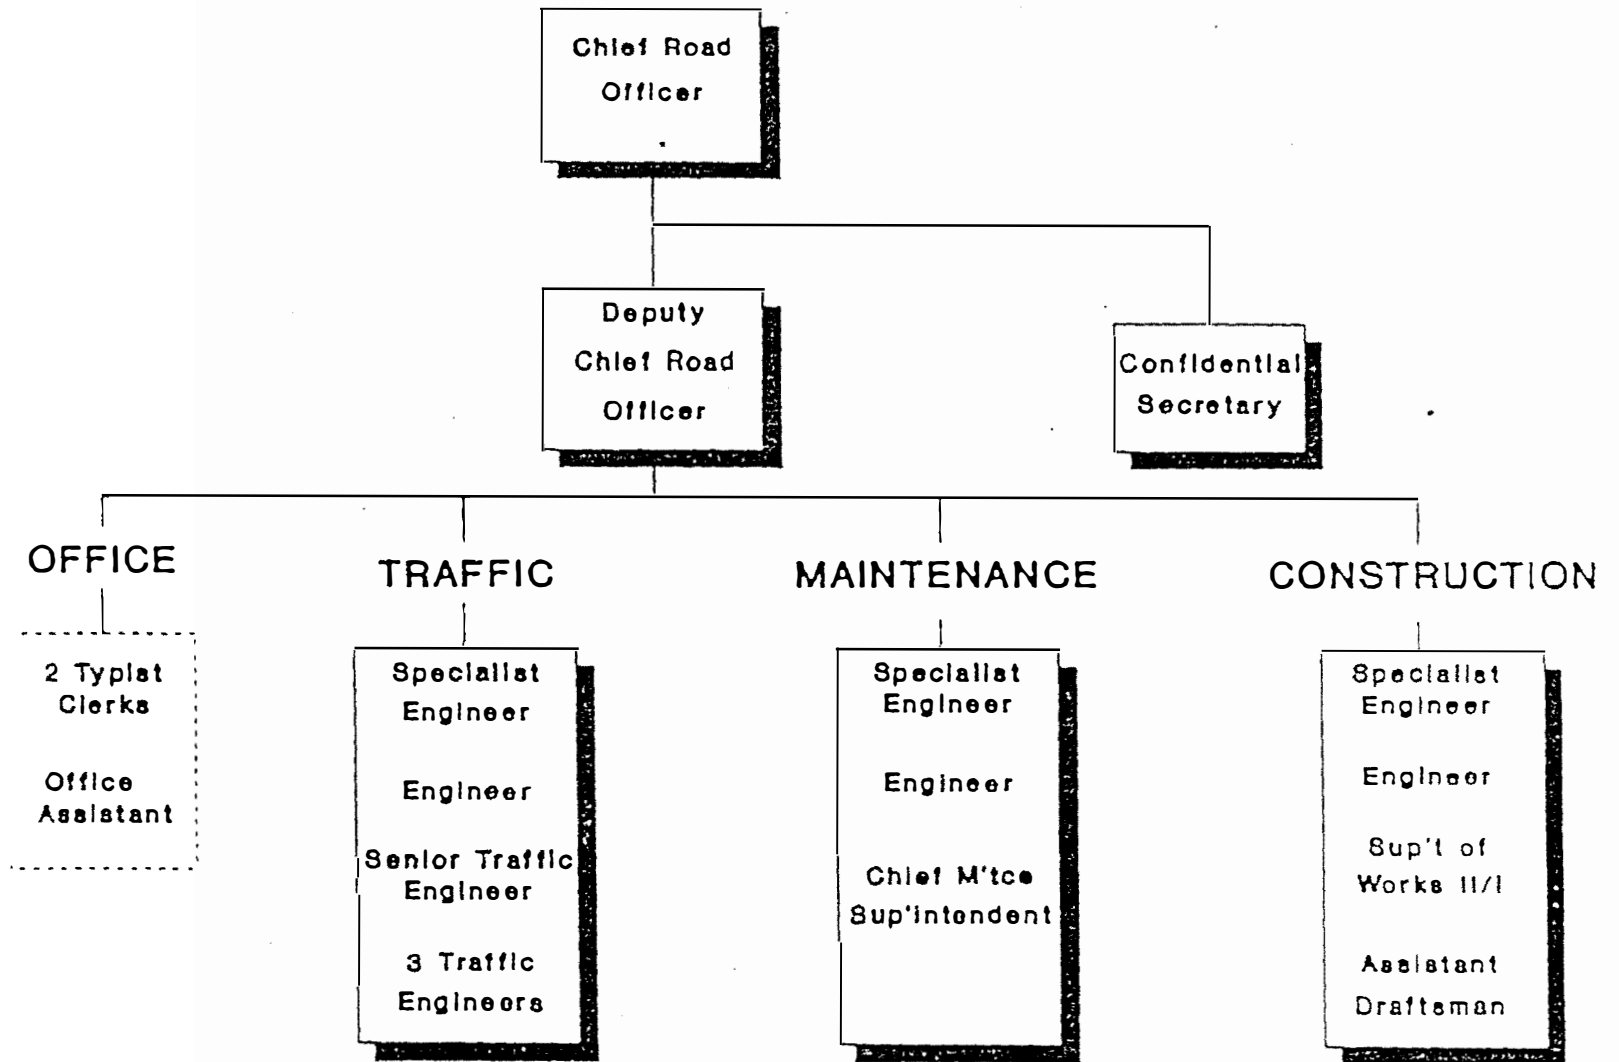 Chief Road
Officer
Deputy
Chief Road
Officer
Confidential
Secretary
OFFICE
TRAFFIC
MAINTENANCE
CONSTRUCTION
2 Typist
Clerks
Office
Assistant
Specialist
Engineer
Engineer
Senior Traffic
Engineer
3 Traffic
Engineers
Specialist
Engineer
Engineer
Chief M'tce
Sup'intendent
Specialist
Engineer
Engineer
Sup't of
Works II/I
Assistant
Draftsman